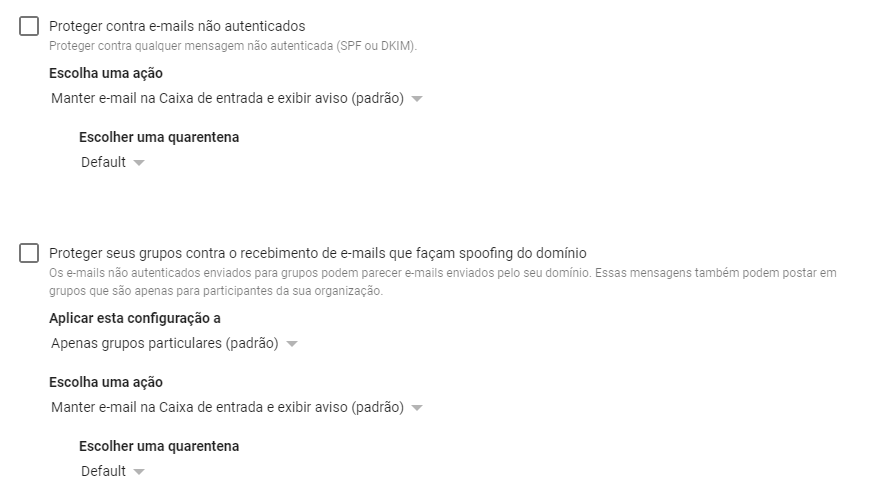 Proteger contra e-mails não autenticados
Proteger contra qualquer mensagem não autenticada (SPF ou DKIM).
Escolha uma ação
Manter e-mail na Caixa de entrada e exibir aviso (padrão)
Escolher uma quarentena
Default
Proteger seus grupos contra o recebimento de e-mails que façam spoofing do domínio
Os e-mails não autenticados enviados para grupos podem parecer e-mails enviados pelo seu domínio. Essas mensagens também podem postar em
grupos que são apenas para participantes da sua organização.
Aplicar esta configuração a
Apenas grupos particulares (padrão)
Escolha uma ação
Manter e-mail na Caixa de entrada e exibir aviso (padrão)
Escolher uma quarentena
Default